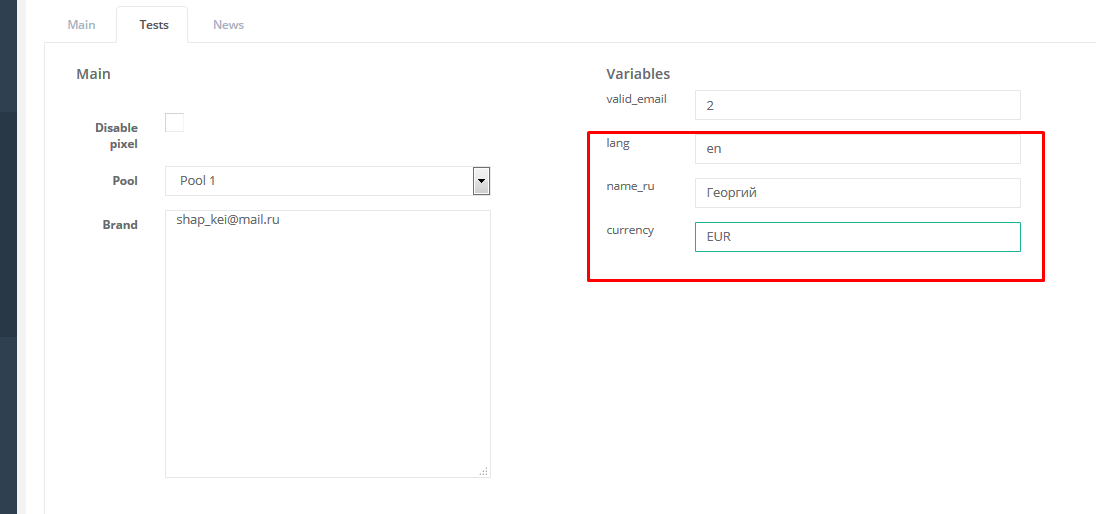 Main Tests News
Main
Disable
pixel
Pool Pool 1
Brand shap_kei@mail.ru
Variables
valid_email 2
lang en
name_ru Георгий
currency EUR